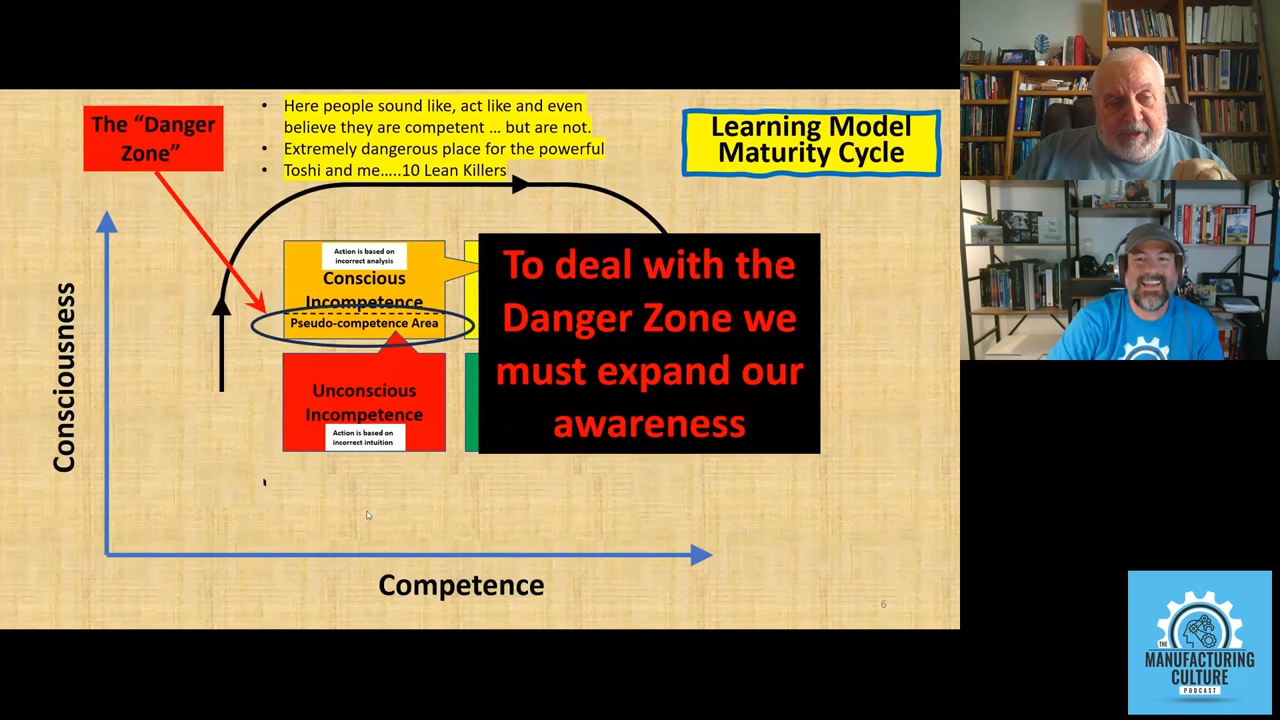 The "Danger
Zone"
• Here people sound like, act like and even
believe they are competent ... but are not.
• Extremely dangerous place for the powerful
• Toshi and me.....10 Lean Killers
Learning Model
Maturity Cycle
Consciousness
Action is based on
incorrect analysis
Conscious
Incompetence
Pseudo-competence Area
Unconscious
Incompetence
Action is based on
incorrect intuition
To deal with the
Danger Zone we
must expand our
awareness
Competence
6
THE
MANUFACTURING
CULTURE
PODCAST